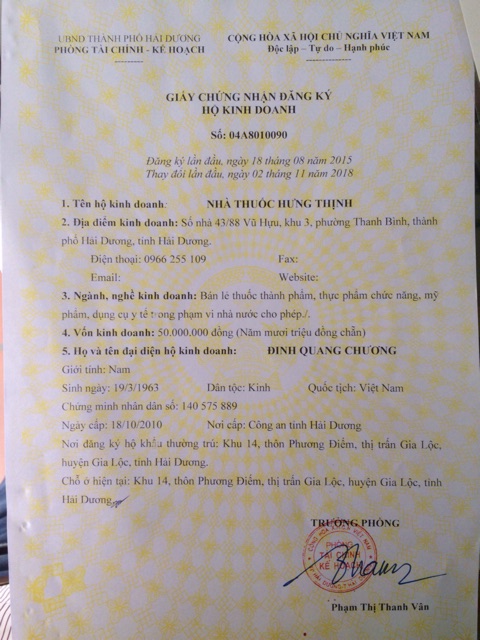 UBND THÀNH PHỐ HẢI DƯƠNG
PHÒNG TÀI CHÍNH - KẾ HOẠCH
CỘNG HÒA XÃ HỘI CHỦ NGHĨA VIỆT NAM
Độc lập – Tự do – Hạnh phúc
GIẤY CHỨNG NHẬN ĐĂNG KÝ
HỘ KINH DOANH
Số: 04A8010090
Đăng ký lần đầu, ngày 18 tháng 08 năm 2015
Thay đổi lần đầu, ngày 02 tháng 11 năm 2018
1. Tên hộ kinh doanh: NHÀ THUỐC HƯNG THỊNH
2. Địa điểm kinh doanh: Số nhà 43/88 Vũ Hựu, khu 3, phường Thanh Bình, thành
phố Hải Dương, tỉnh Hải Dương.
Điện thoại: 0966 255 109 Fax:
Email: Website:
3. Ngành, nghề kinh doanh: Bán lẻ thuốc thành phẩm, thực phẩm chức năng, mỹ
phẩm, dụng cụ y tế trong phạm vi nhà nước cho phép./.
4. Vốn kinh doanh: 50.000.000 đồng (Năm mươi triệu đồng chẵn)
5. Họ và tên đại diện hộ kinh doanh: ĐINH QUANG CHƯƠNG
Giới tính: Nam
Sinh ngày: 19/3/1963 Dân tộc: Kinh Quốc tịch: Việt Nam
Chứng minh nhân dân số: 140 575 889
Ngày cấp: 18/10/2010 Nơi cấp: Công an tỉnh Hải Dương
Nơi đăng ký hộ khẩu thường trú: Khu 14, thôn Phương Điếm, thị trấn Gia Lộc,
huyện Gia Lộc, tỉnh Hải Dương.
Chỗ ở hiện tại: Khu 14, thôn Phương Điếm, thị trấn Gia Lộc, huyện Gia Lộc, tỉnh
Hải Dương
TRƯỞNG PHÒNG
PHÒNG
TÀI CHÍNH
KẾ HOẠCH
Phạm Thị Thanh Vân